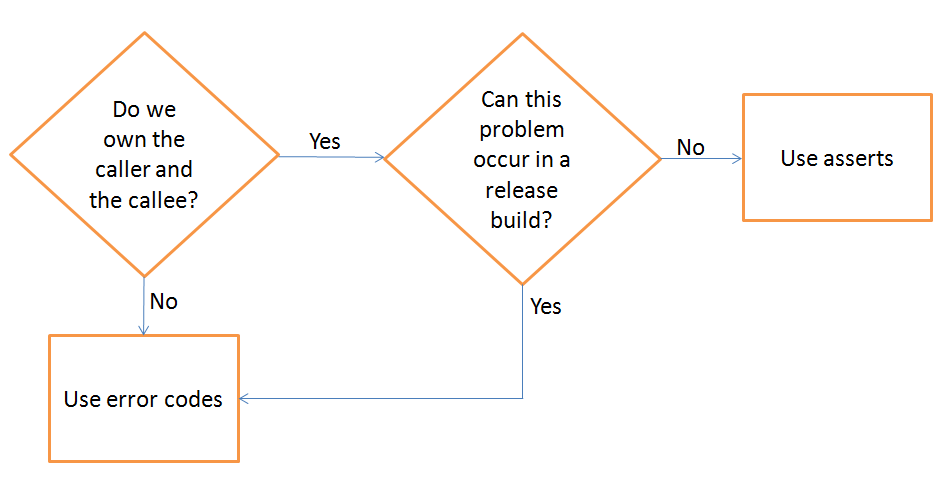 Do we
own the
caller and
the callee?
Yes
Can this
problem
occur in a
release
build?
No
Use asserts
No
Yes
Use error codes